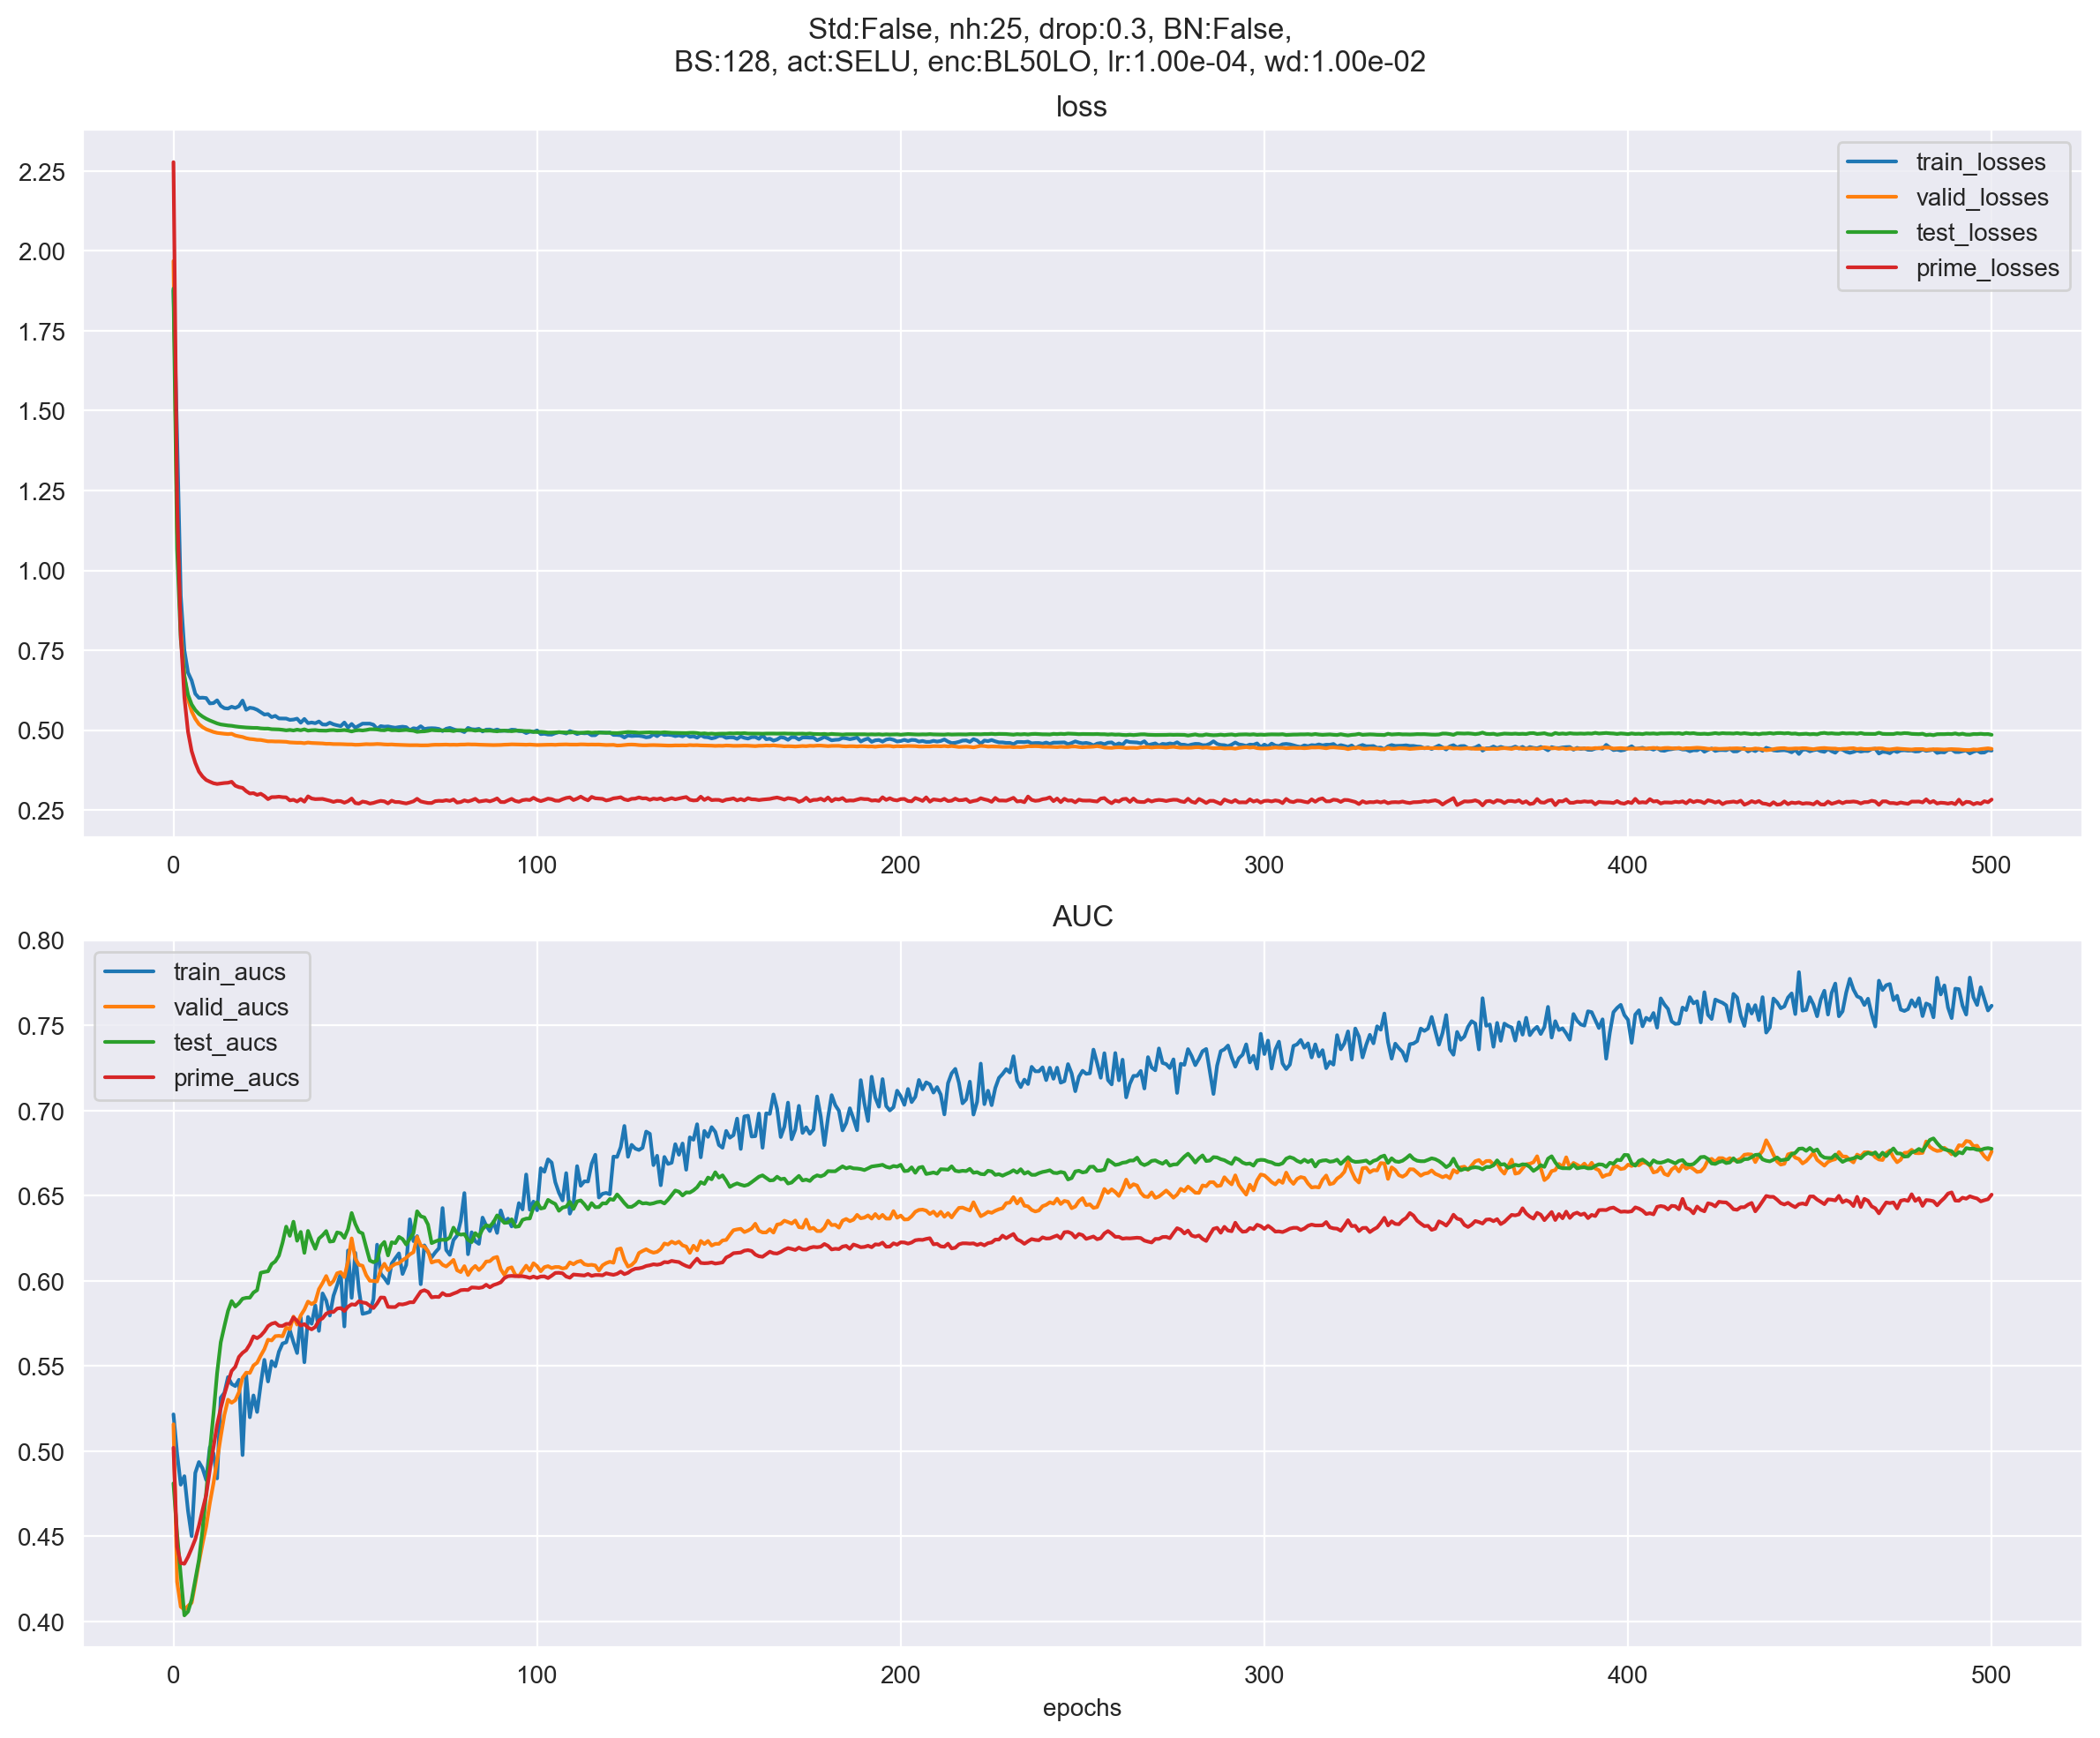 Std:False, nh:25, drop:0.3, BN:False,
BS:128, act:SELU, enc:BL50LO, lr:1.00e-04, wd:1.00e-02
loss
2.25
2.00
1.75
1.50
1.25
1.00
0.75
0.50
0.25
train_losses
valid_losses
test_losses
prime_losses
0 100 200 300 400 500
AUC
0.80
0.75
0.70
0.65
0.60
0.55
0.50
0.45
0.40
train_aucs
valid_aucs
test_aucs
prime_aucs
0 100 200 300 400 500
epochs